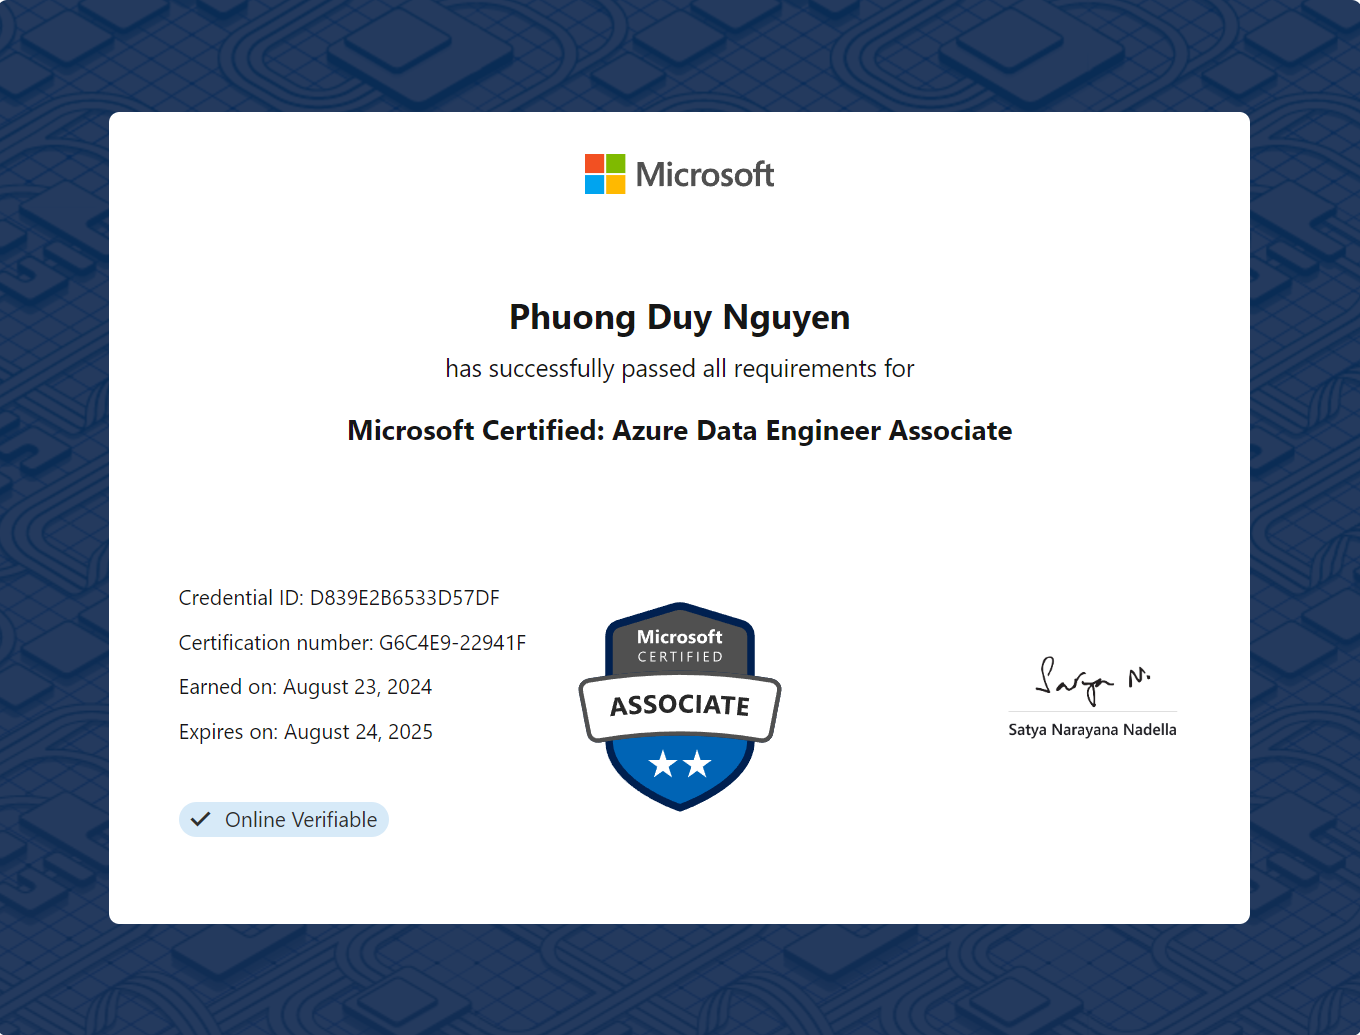 Microsoft
Phuong Duy Nguyen
has successfully passed all requirements for
Microsoft Certified: Azure Data Engineer Associate
Credential ID: D839E2B6533D57DF
Certification number: G6C4E9-22941F
Earned on: August 23, 2024
Expires on: August 24, 2025
Online Verifiable
Microsoft
CERTIFIED
ASSOCIATE
Satya N.
Satya Narayana Nadella